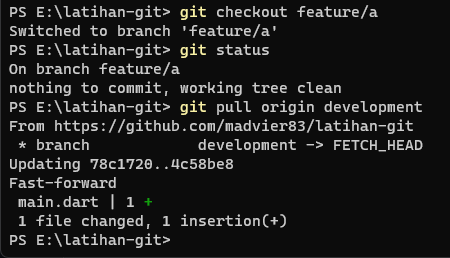 PS E:\latihan-git> git checkout feature/a
Switched to branch 'feature/a'
PS E:\latihan-git> git status
On branch feature/a
nothing to commit, working tree clean
PS E:\latihan-git> git pull origin development
From https://github.com/madvier83/latihan-git
 * branch            development -> FETCH_HEAD
Updating 78c1720..4c58be8
Fast-forward
 main.dart | 1 +
 1 file changed, 1 insertion(+)
PS E:\latihan-git>